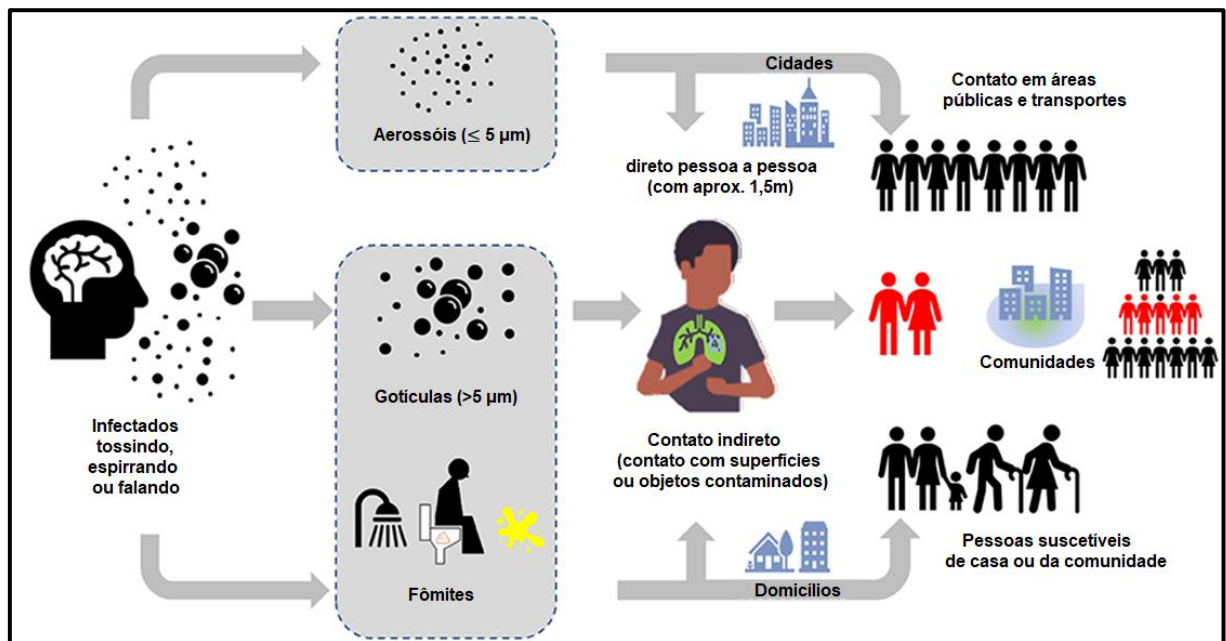 Aerossóis (≤ 5 µm)
Cidades
Contato em áreas
públicas e transportes
direto pessoa a pessoa
(com aprox. 1,5m)
Infectados
tossindo,
espirrando
ou falando
Gotículas (>5 µm)
Fômites
Contato indireto
(contato com superfícies
ou objetos contaminados)
Comunidades
Domicílios
Pessoas suscetíveis
de casa ou da comunidade